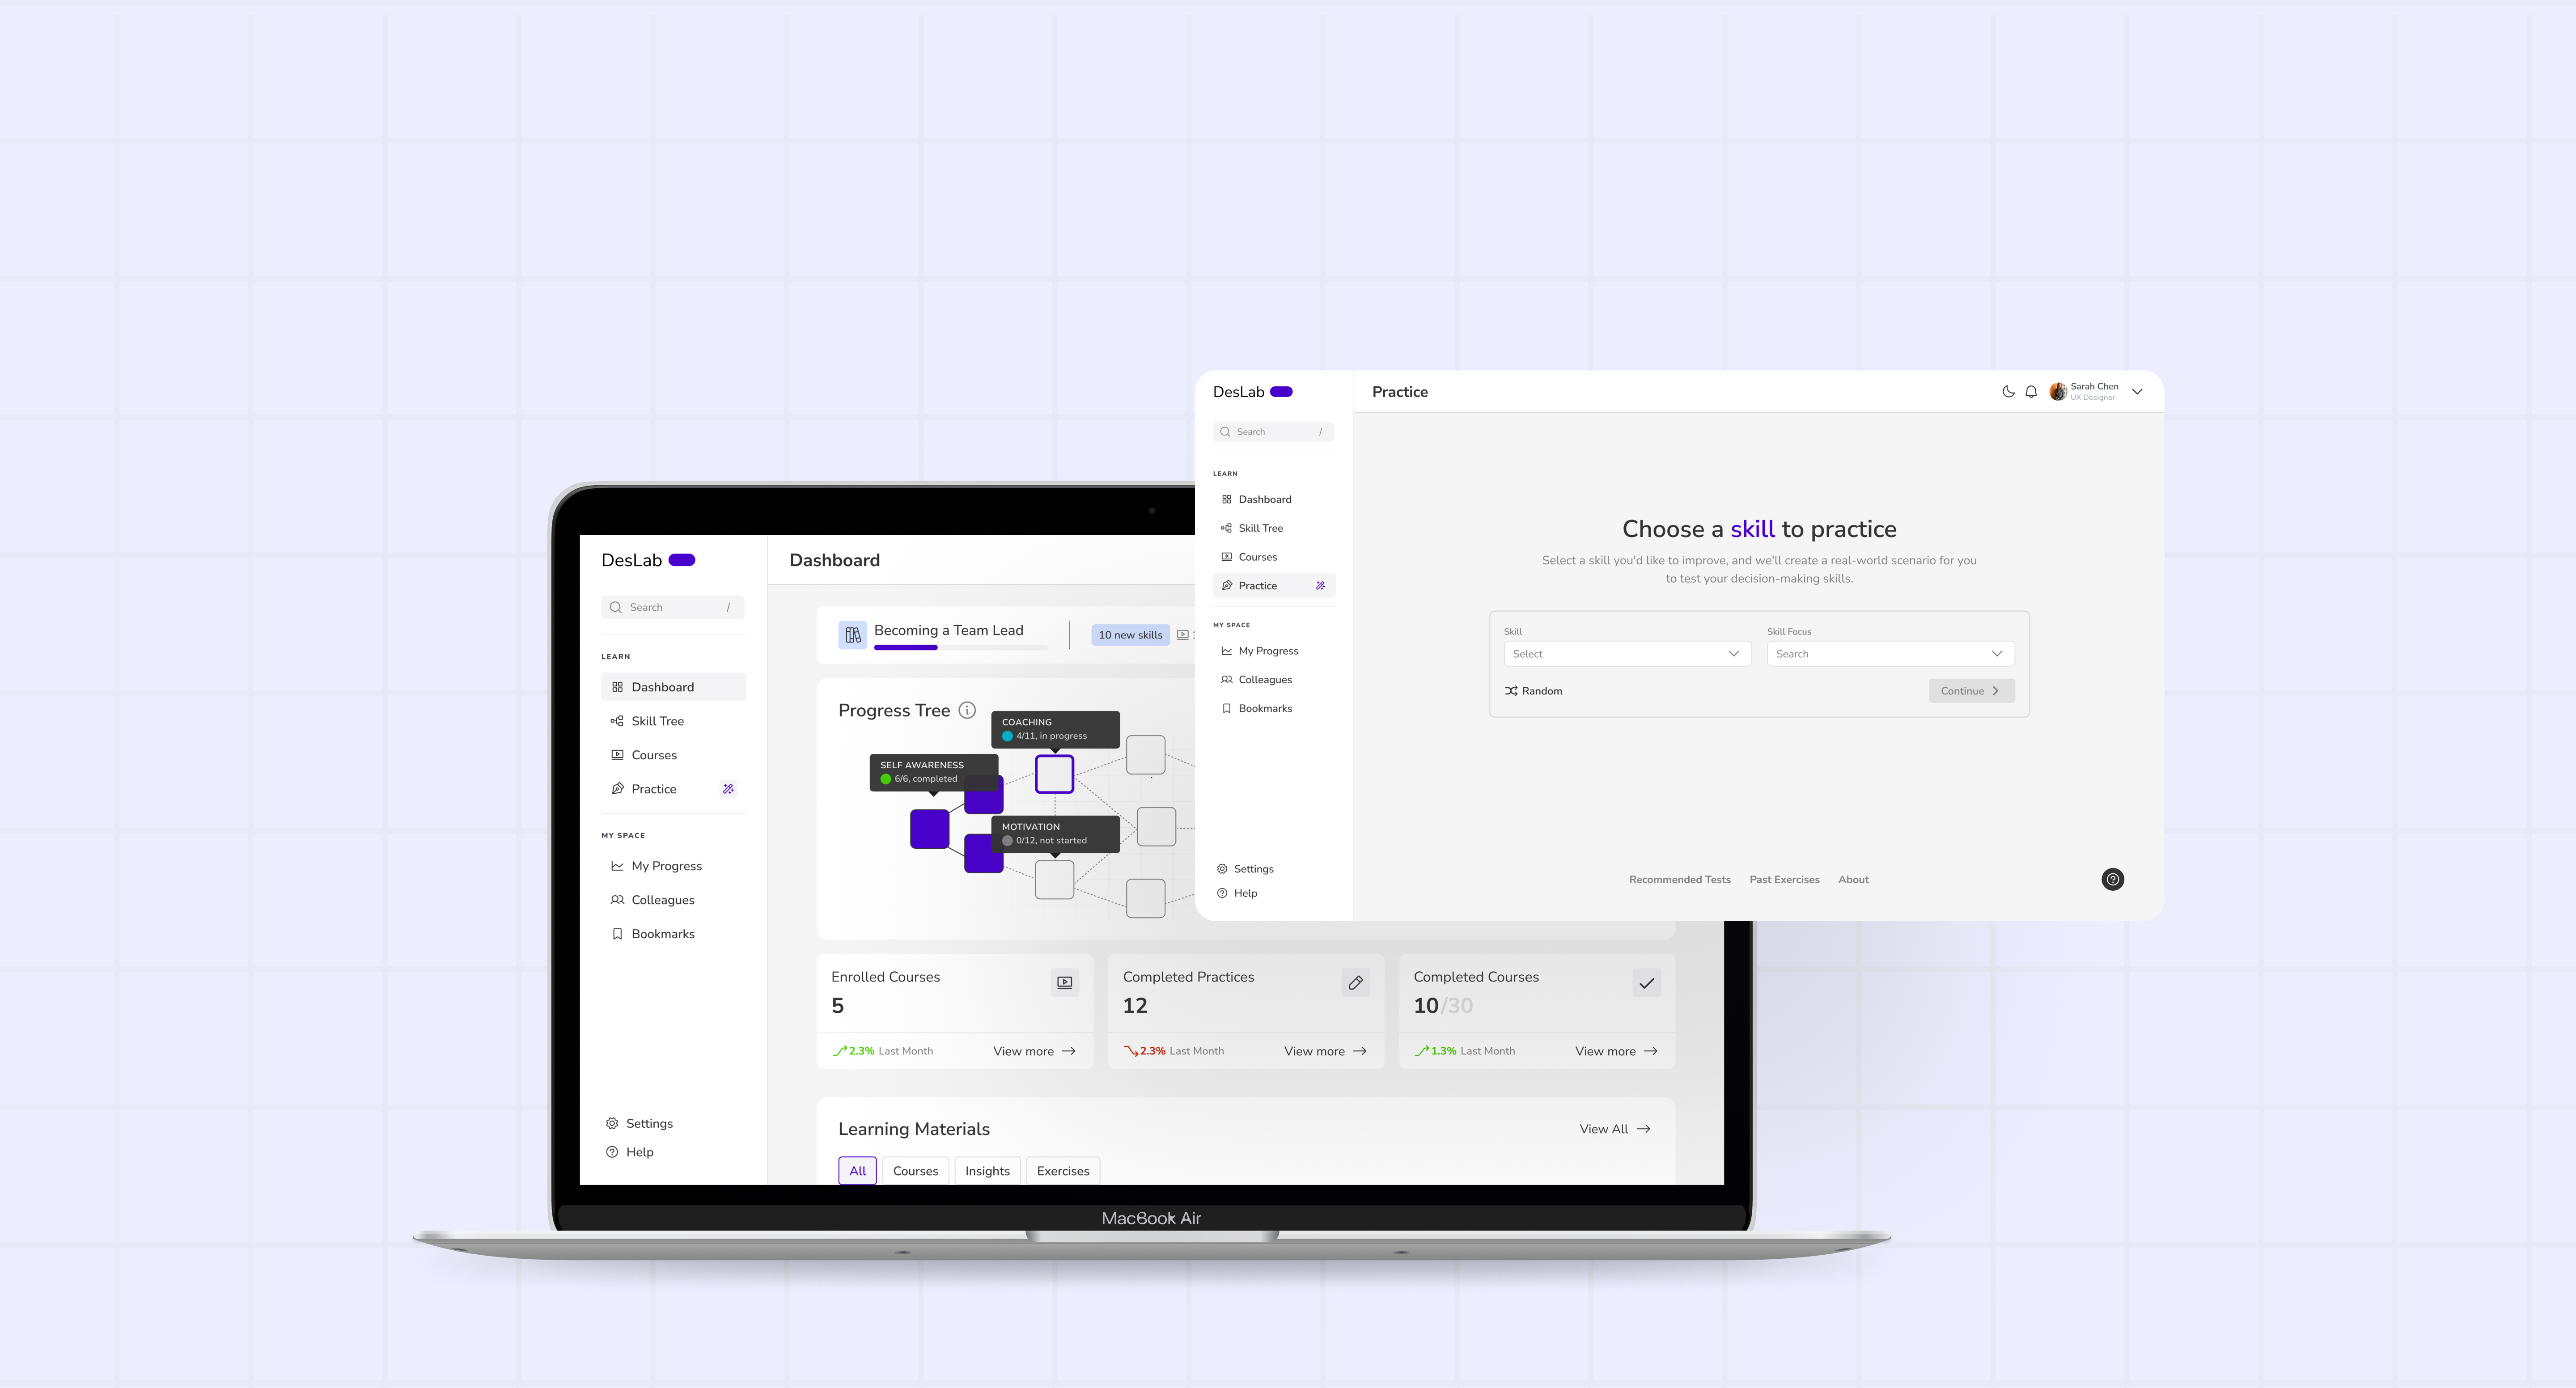 DesLab
Practice
Sarah Chen
UX Designer
Search /
LEARN
Dashboard
Skill Tree
Courses
Practice
MY SPACE
My Progress
Colleagues
Bookmarks
Settings
Help
Choose a skill to practice
Select a skill you'd like to improve, and we'll create a real-world scenario for you
to test your decision-making skills.
Skill
Select
Skill Focus
Search
Random
Continue
Recommended Tests Past Exercises About
DesLab
Dashboard
Search /
LEARN
Dashboard
Skill Tree
Courses
Practice
MY SPACE
My Progress
Colleagues
Bookmarks
Settings
Help
Becoming a Team Lead
10 new skills
Progress Tree
COACHING
4/11, in progress
SELF AWARENESS
6/6, completed
MOTIVATION
0/12, not started
Enrolled Courses
5
2.3% Last Month
View more
Completed Practices
12
2.3% Last Month
View more
Completed Courses
10/30
1.3% Last Month
View more
Learning Materials
View All
All Courses Insights Exercises
MacBook Air